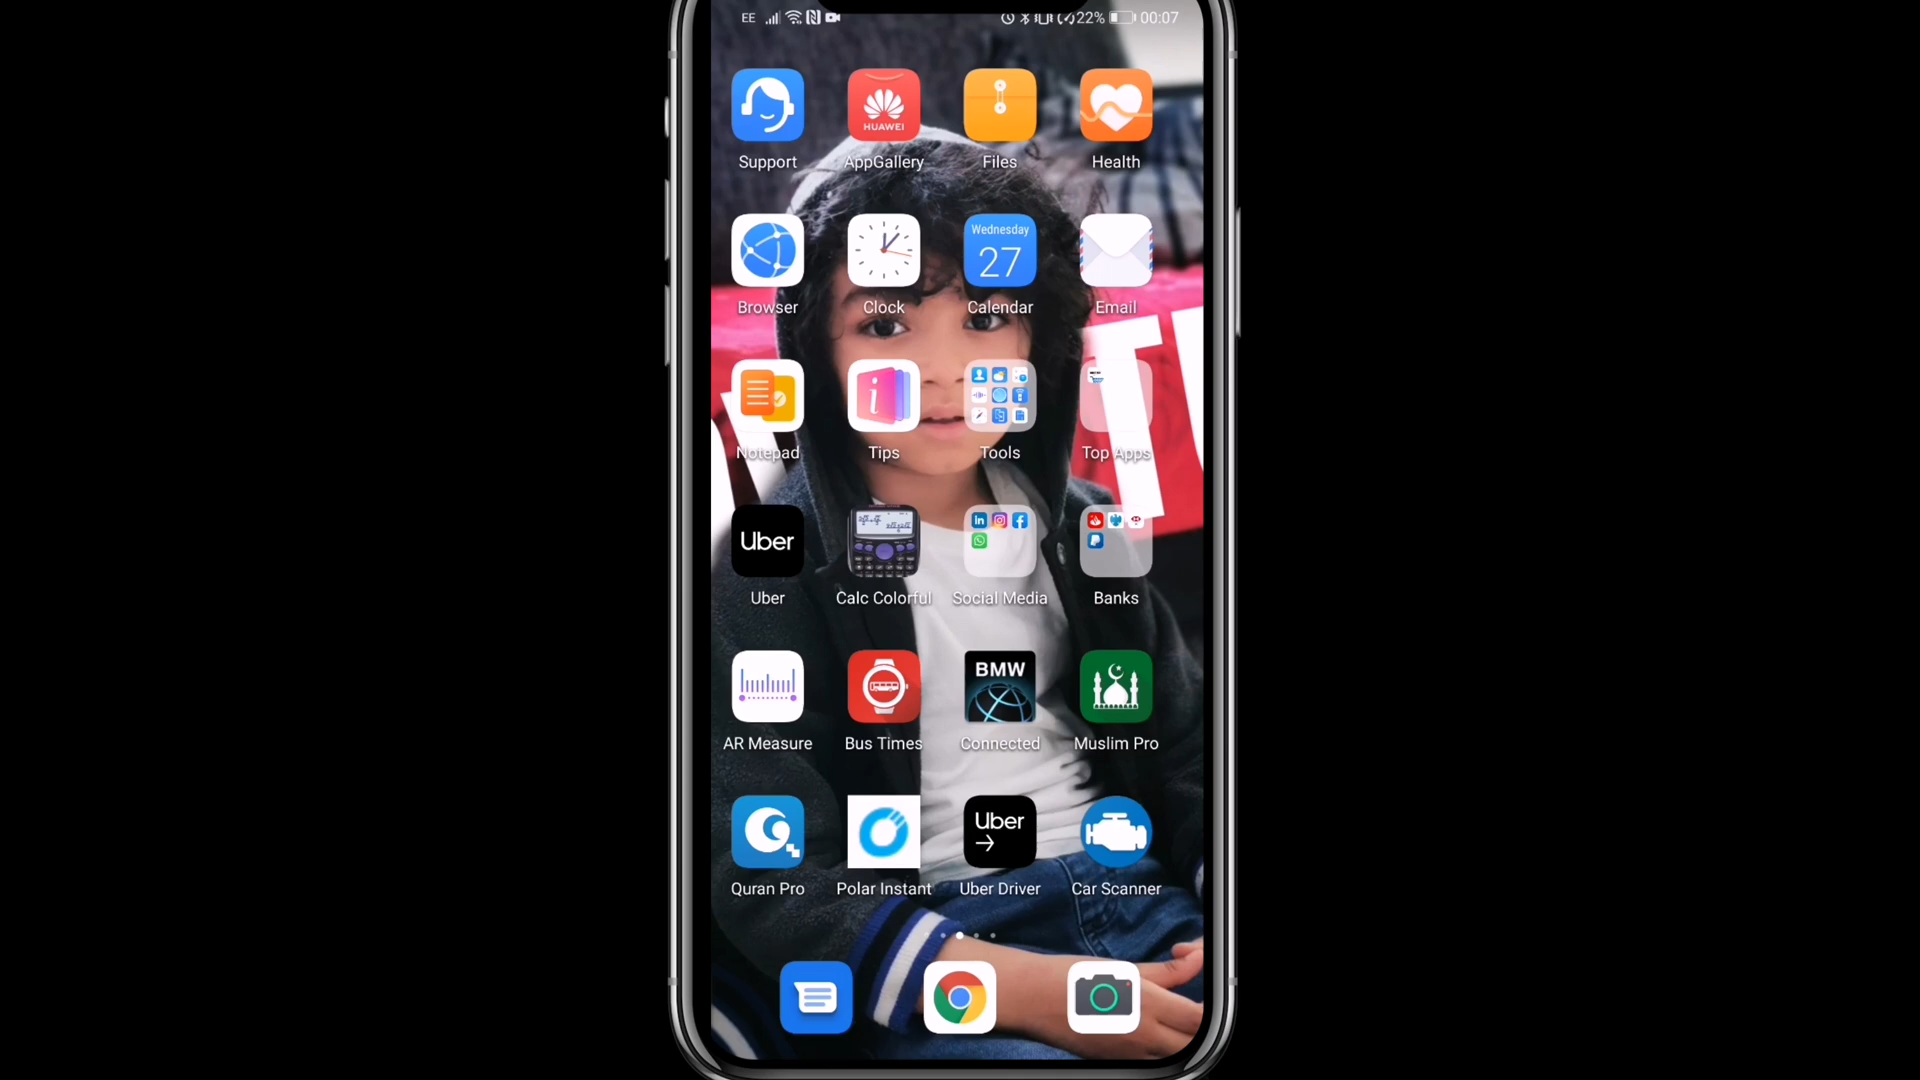 EE 22% 00:07
HUAWEI
Support AppGallery Files Health
Wednesday
27
Browser Clock Calendar Email
Notepad Tips Tools Top Apps
Uber
Uber Calc Colorful Social Media Banks
BMW
AR Measure Bus Times Connected Muslim Pro
Uber
Quran Pro Polar Instant Uber Driver Car Scanner